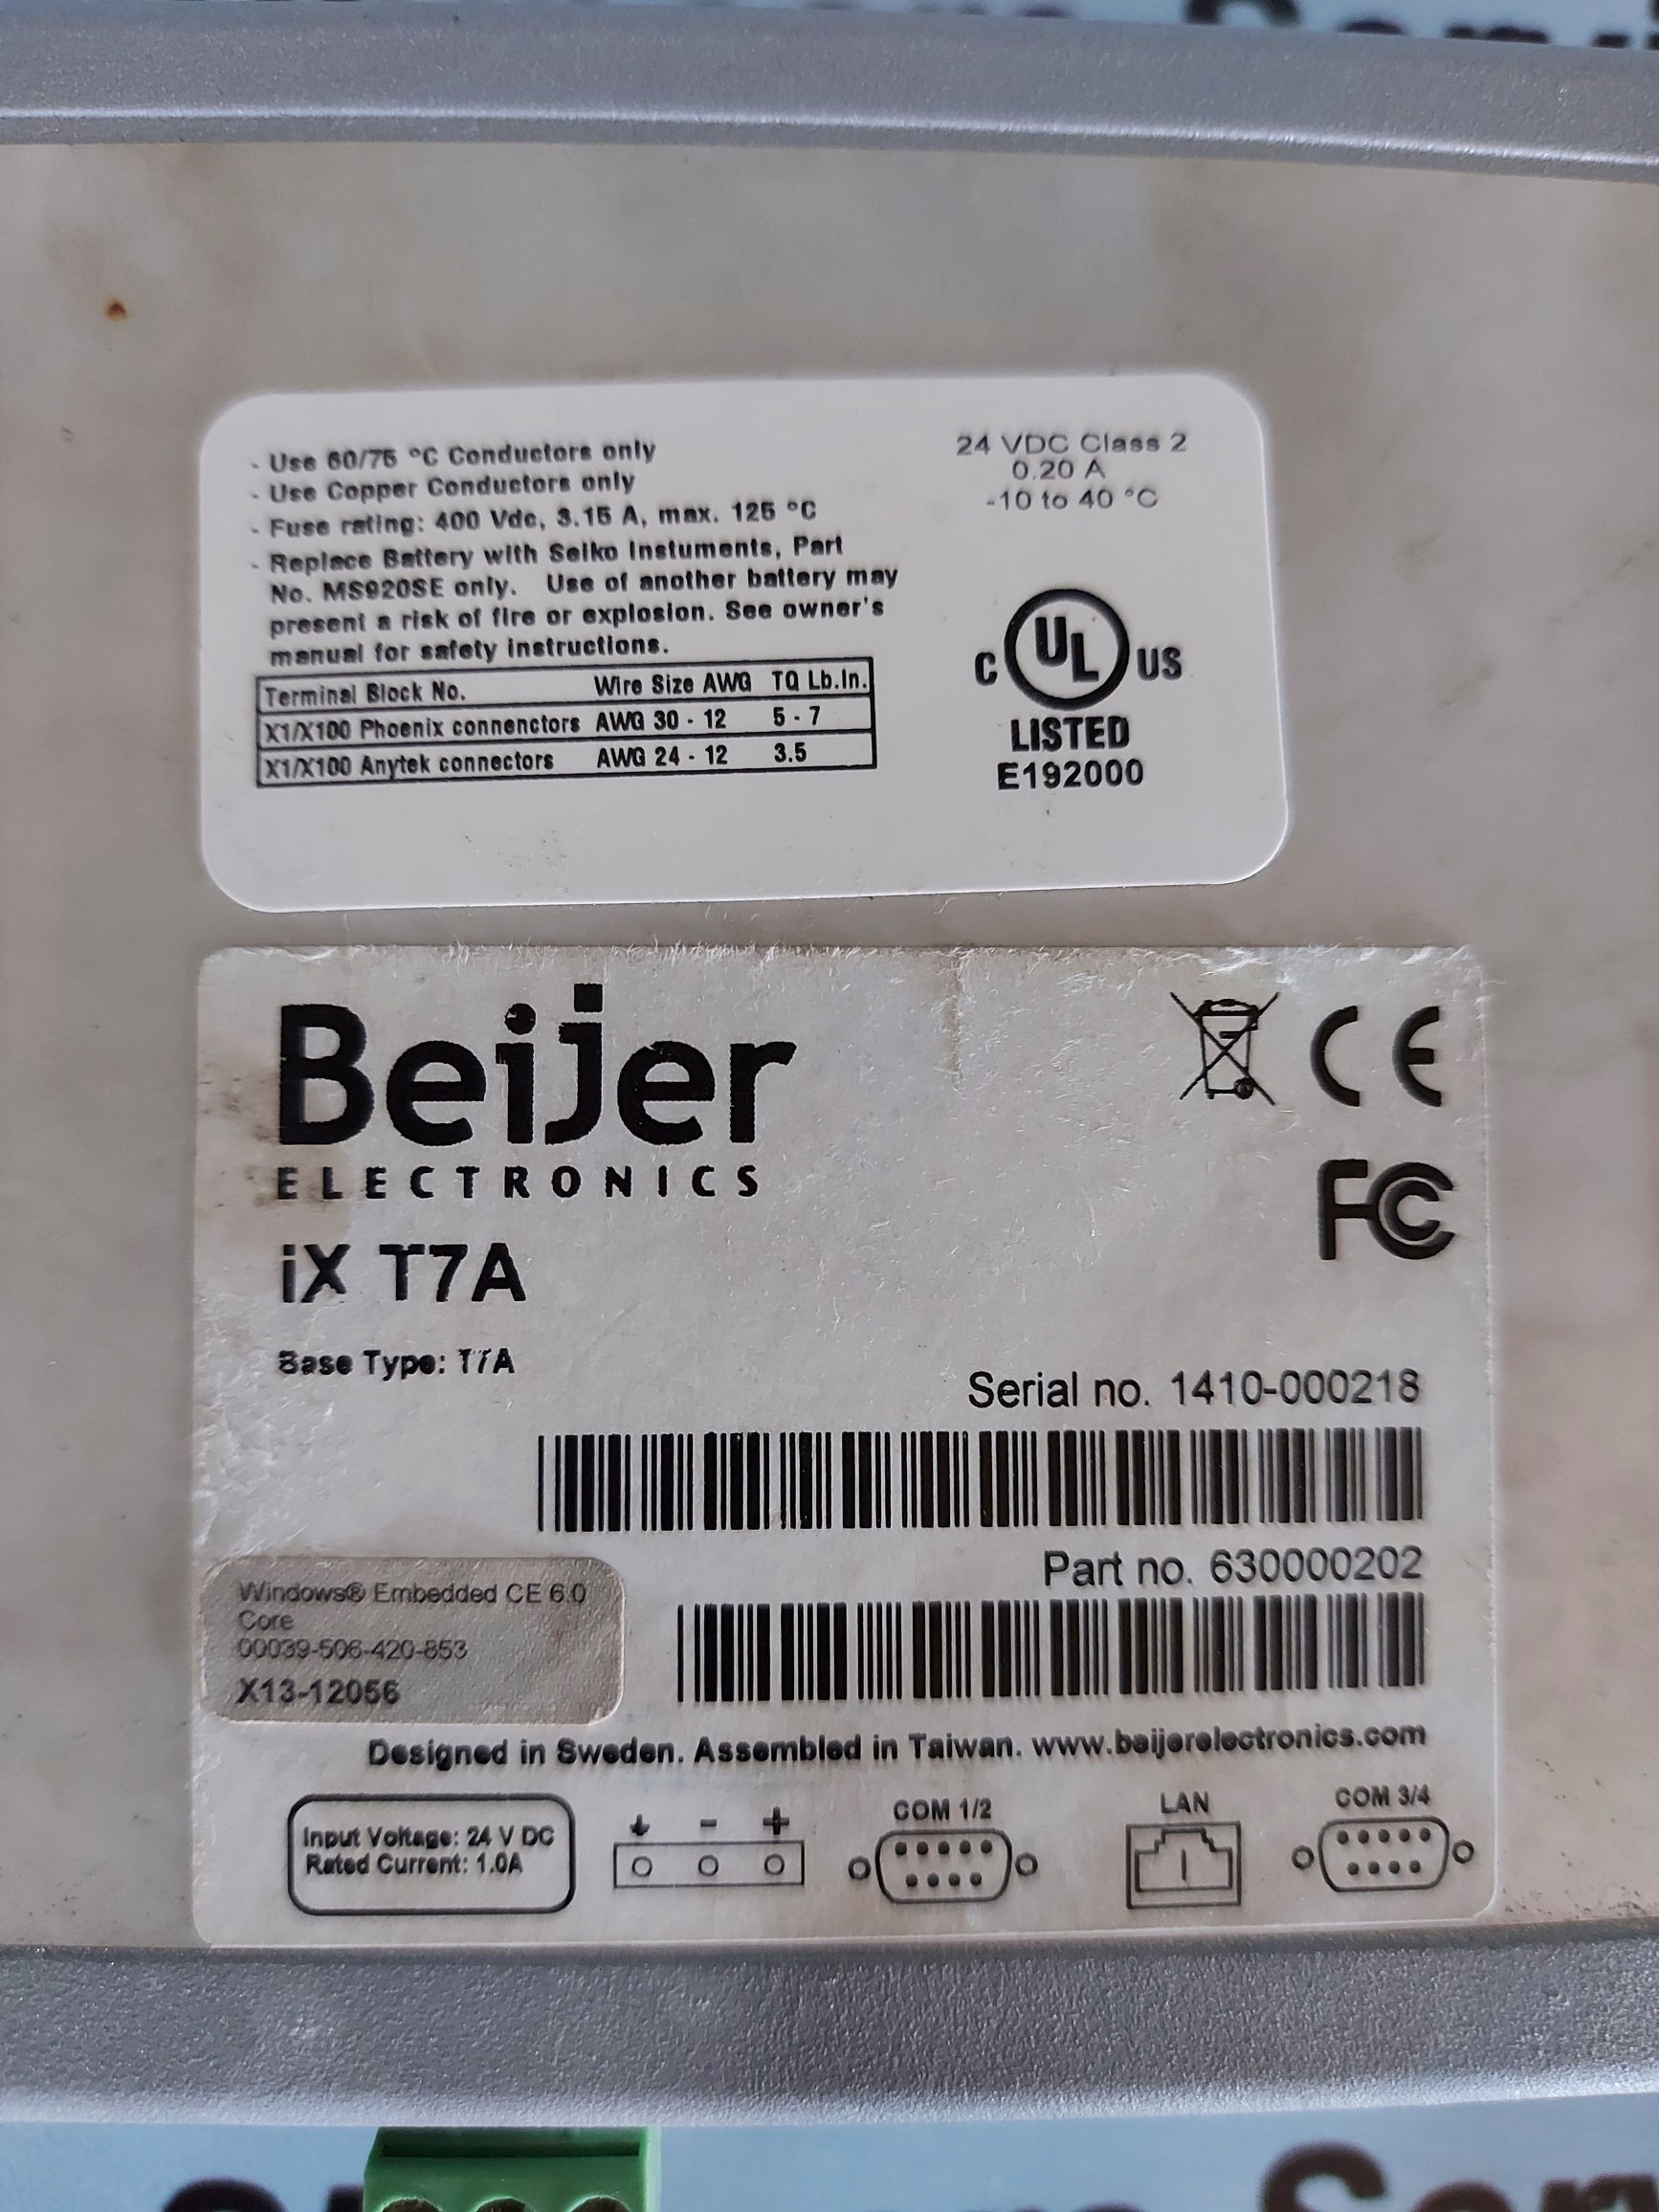 - Use 60/75 °C Conductors only
- Use Copper Conductors only
- Fuse rating: 400 Vdc, 3.15 A, max. 125 °C
- Replace Battery with Seiko Instuments, Part
No. MS920SE only. Use of another battery may
present a risk of fire or explosion. See owner's
manual for safety instructions.
Terminal Block No. Wire Size AWG TQ Lb.In.
X1/X100 Phoenix connenctors AWG 30 - 12 5 - 7
X1/X100 Anytek connectors AWG 24 - 12 3.5
24 VDC Class 2
0.20 A
-10 to 40 °C
C UL US
LISTED
E192000
Beijer
ELECTRONICS
CE
FC
iX T7A
Base Type: T7A
Serial no. 1410-000218
Part no. 630000202
Windows® Embedded CE 6.0
Core
00039-506-420-853
X13-12056
Designed in Sweden. Assembled in Taiwan. www.beijerelectronics.com
Input Voltage: 24 V DC
Rated Current: 1.0A
- +
COM 1/2
LAN
COM 3/4